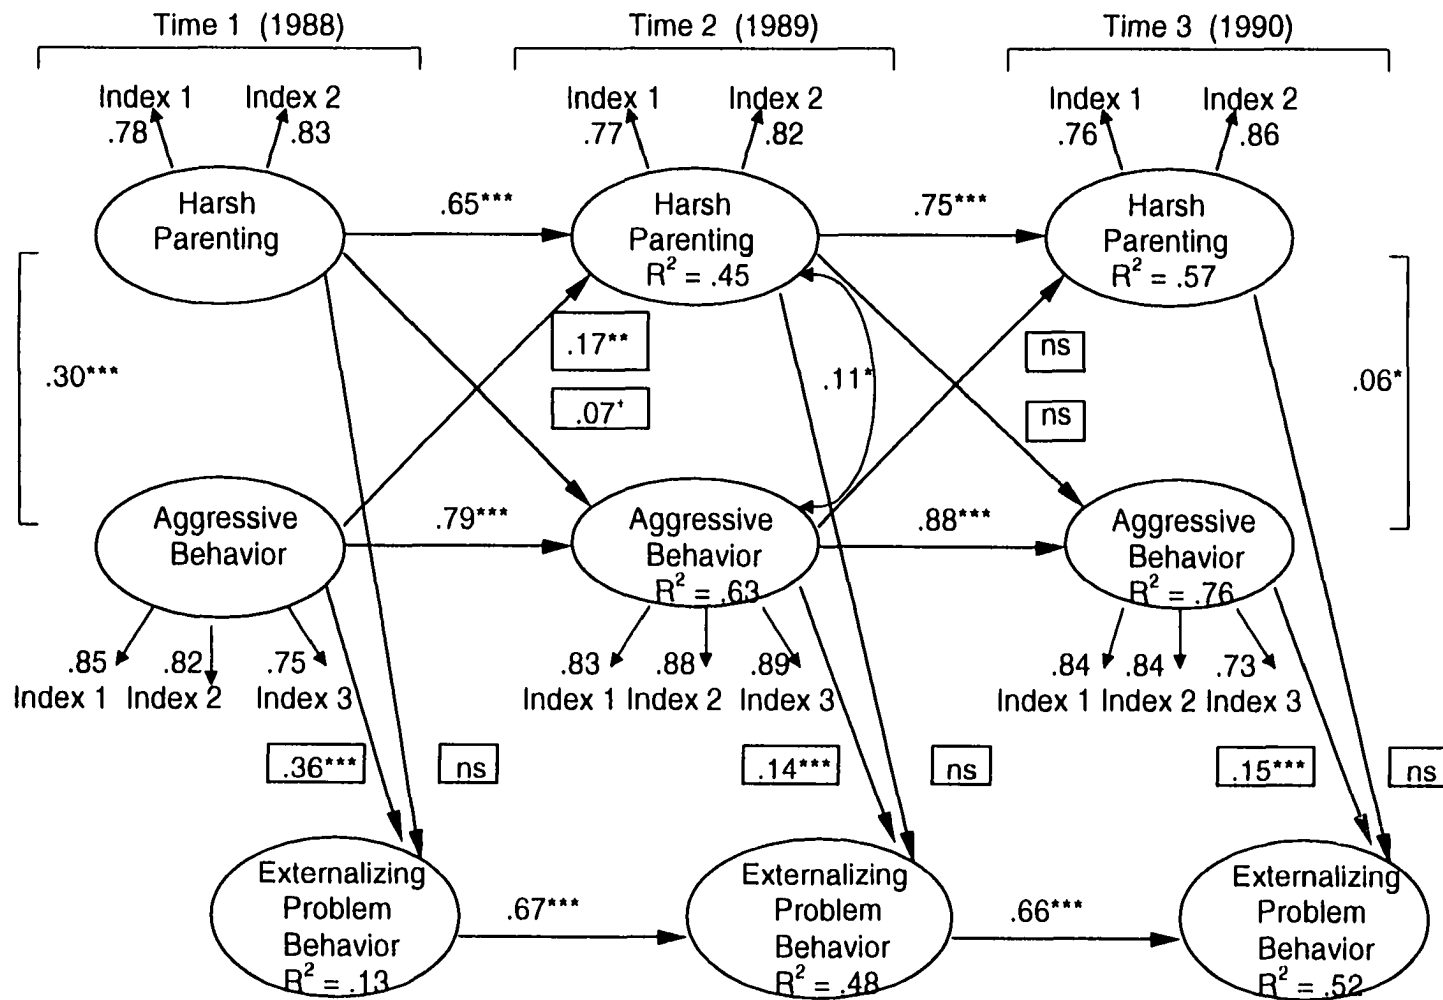 Time 1 (1988)
Time 2 (1989)
Time 3 (1990)
Index 1
Index 2
Index 1
Index 2
Index 1
Index 2
.78
.83
.77
.82
.76
.86
Harsh
Parenting
.65***
Harsh
Parenting
R² = .45
.75***
Harsh
Parenting
R² = .57
.30***
.17**
.07⁺
.11*
ns
ns
.06*
Aggressive
Behavior
.79***
Aggressive
Behavior
R² = .63
.88***
Aggressive
Behavior
R² = .76
.85
.82
.75
.83
.88
.89
.84
.84
.73
Index 1
Index 2
Index 3
Index 1
Index 2
Index 3
Index 1
Index 2
Index 3
.36***
ns
.14***
ns
.15***
ns
Externalizing
Problem
Behavior
R² = .13
.67***
Externalizing
Problem
Behavior
R² = .48
.66***
Externalizing
Problem
Behavior
R² = .52